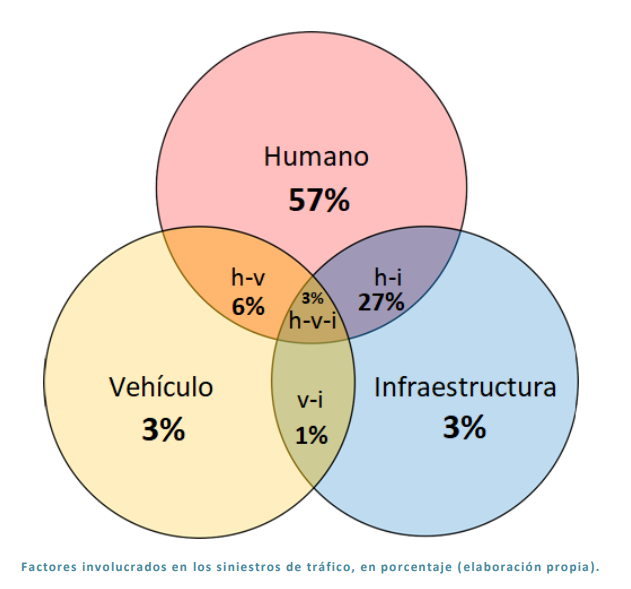 Humano
57%
h-v
6%
3%
h-v-i
h-i
27%
Vehículo
3%
v-i
1%
Infraestructura
3%
Factores involucrados en los siniestros de tráfico, en porcentaje (elaboración propia).